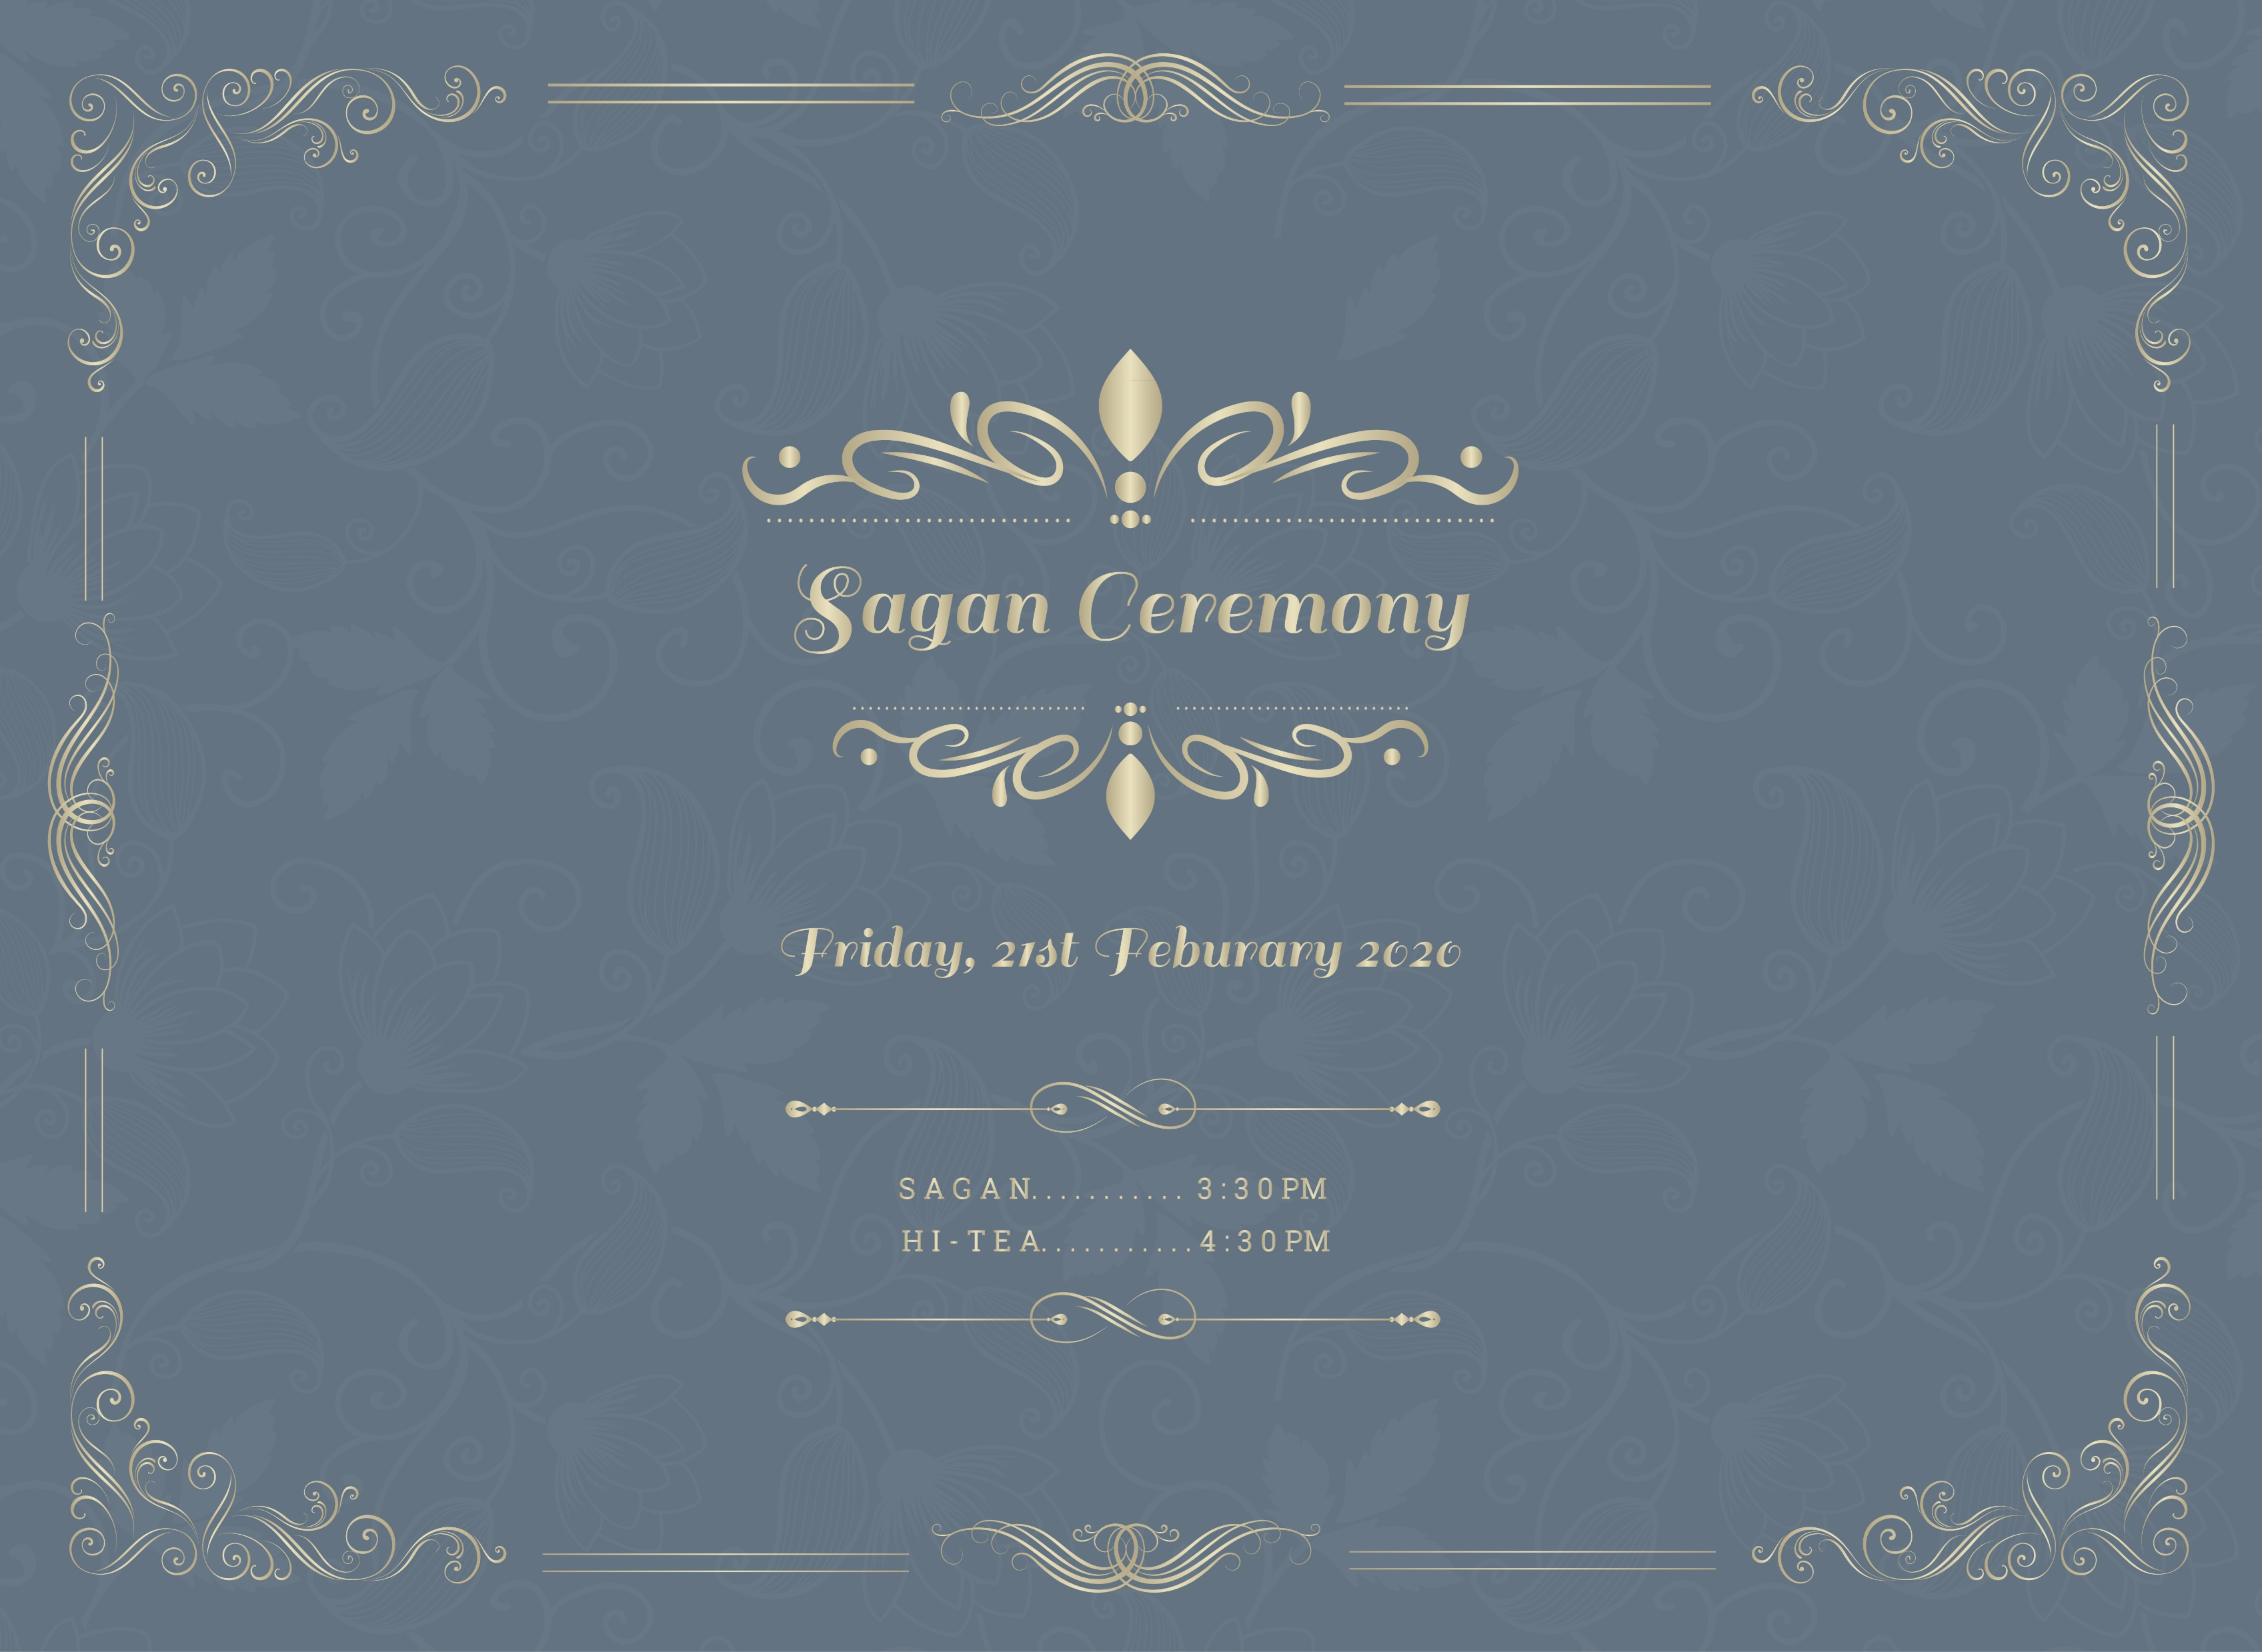 Sagan Ceremony
Friday, 21st Feburary 2020
SAGAN........... 3:30PM
HI-TEA...........4:30PM